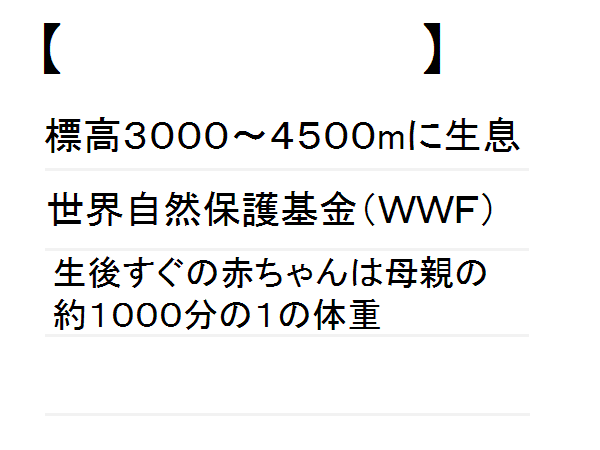 【　　　　　　　　　】
標高３０００～４５００mに生息
世界自然保護基金（ＷＷＦ）
生後すぐの赤ちゃんは母親の
約１０００分の１の体重